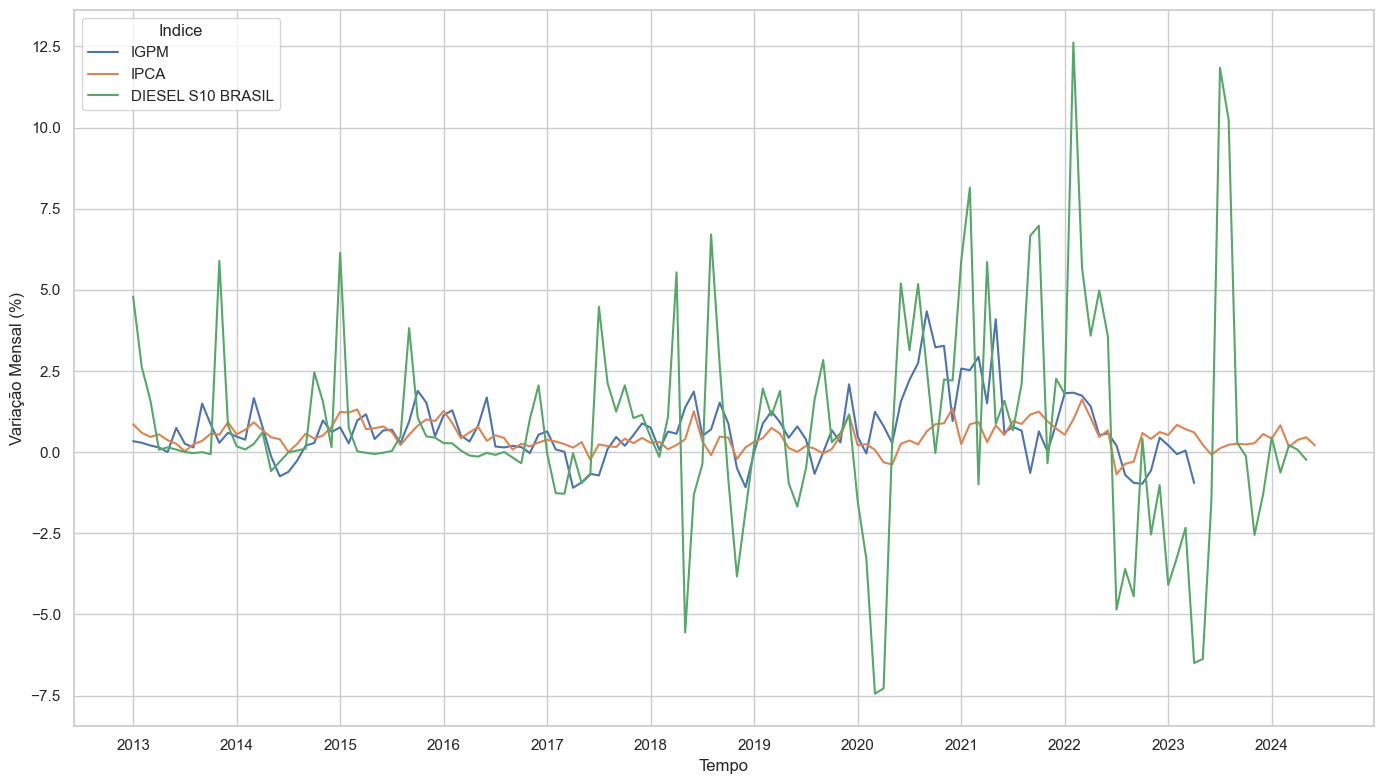 Indice
IGPM
IPCA
DIESEL S10 BRASIL
Variação Mensal (%)
12.5
10.0
7.5
5.0
2.5
0.0
−2.5
−5.0
−7.5
2013 2014 2015 2016 2017 2018 2019 2020 2021 2022 2023 2024
Tempo